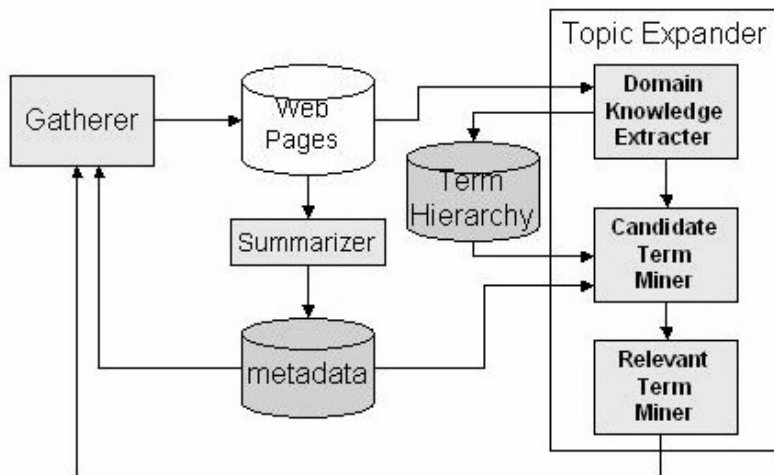 Topic Expander
Gatherer
Web
Pages
Domain
Knowledge
Extracter
Term
Hierarchy
Summarizer
Candidate
Term
Miner
metadata
Relevant
Term
Miner